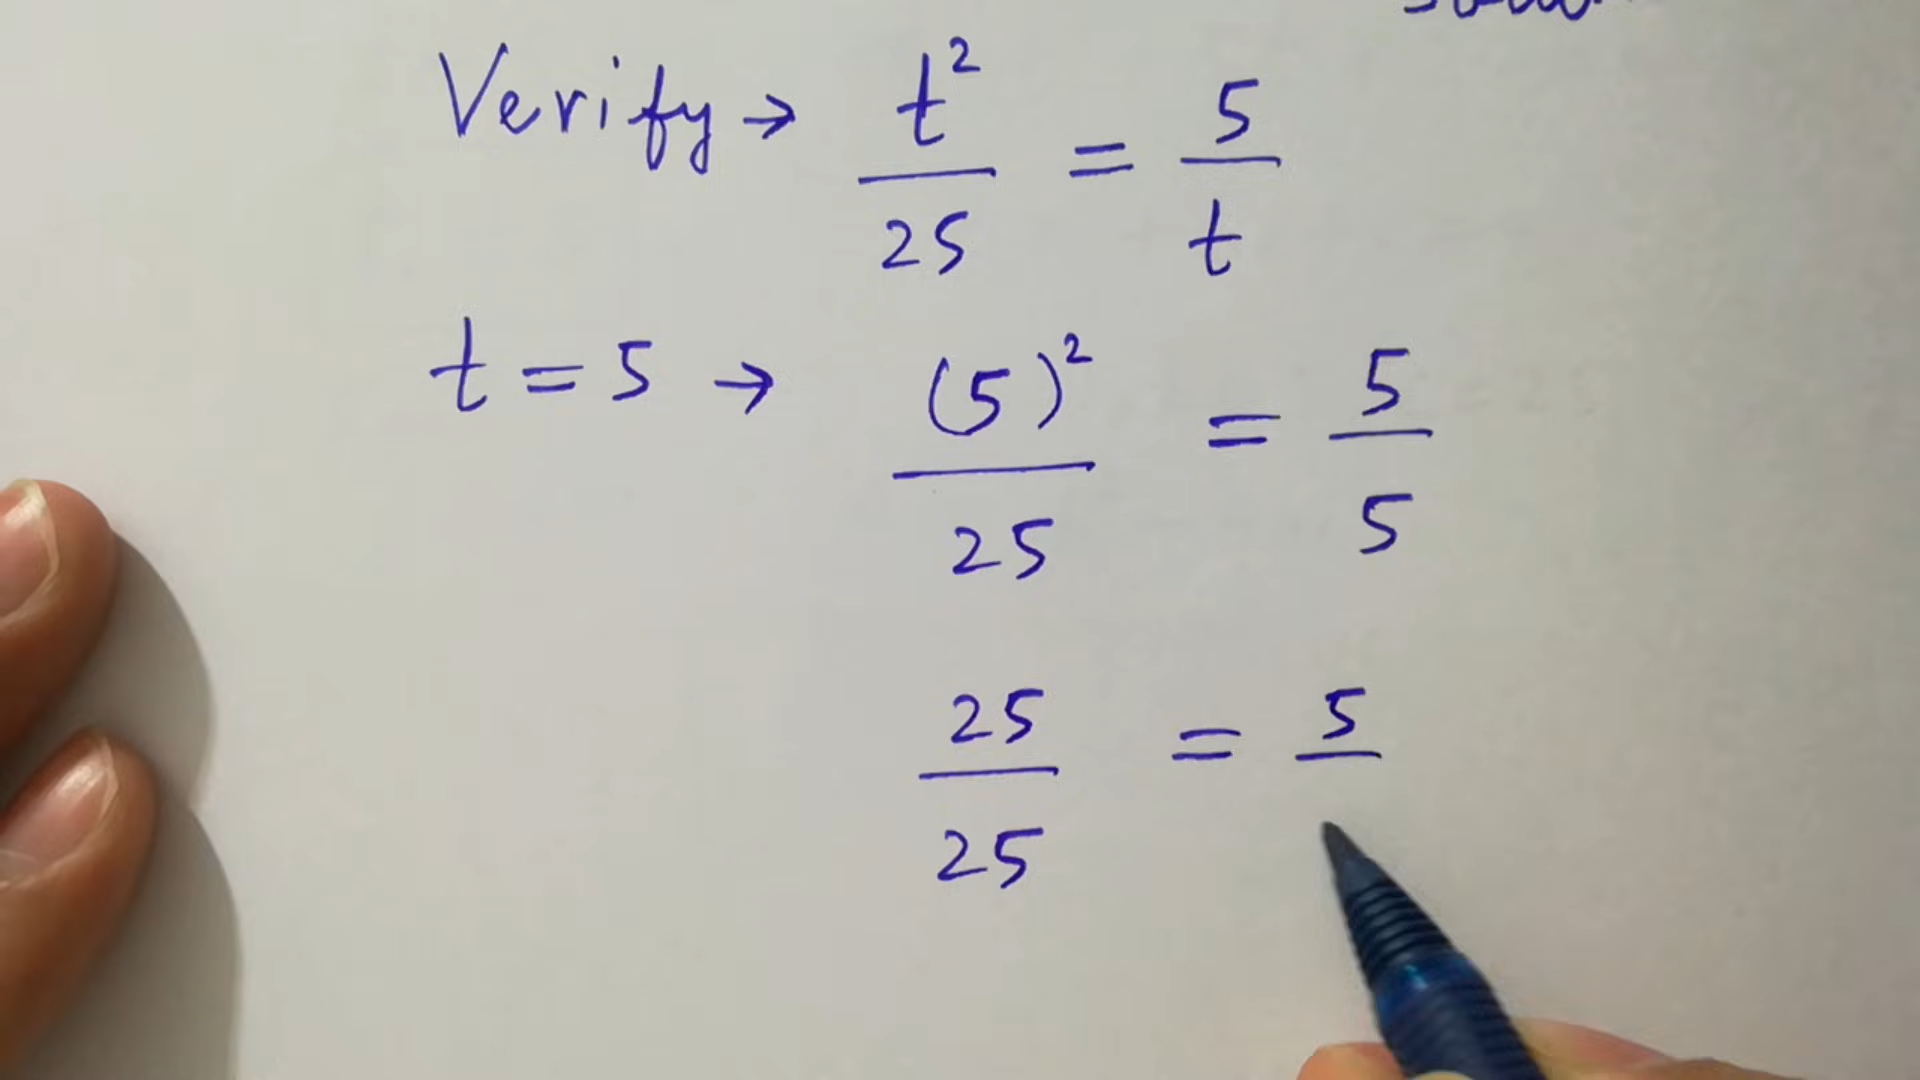 Verify → t²/25 = 5/t
t = 5 → (5)²/25 = 5/5
25/25 = 5/